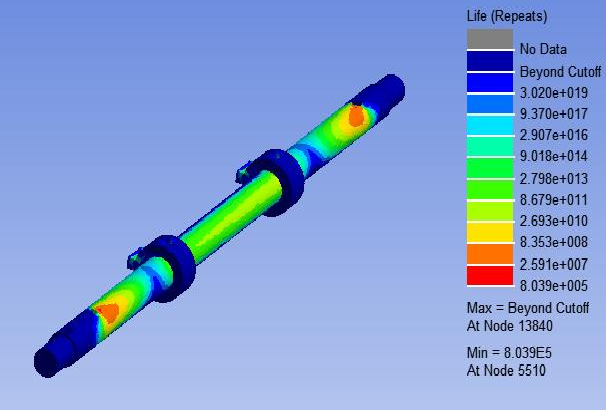 Life (Repeats)
No Data
Beyond Cutoff
3.020e+019
9.370e+017
2.907e+016
9.018e+014
2.798e+013
8.679e+011
2.693e+010
8.353e+008
2.591e+007
8.039e+005
Max = Beyond Cutoff
At Node 13840
Min = 8.039E5
At Node 5510